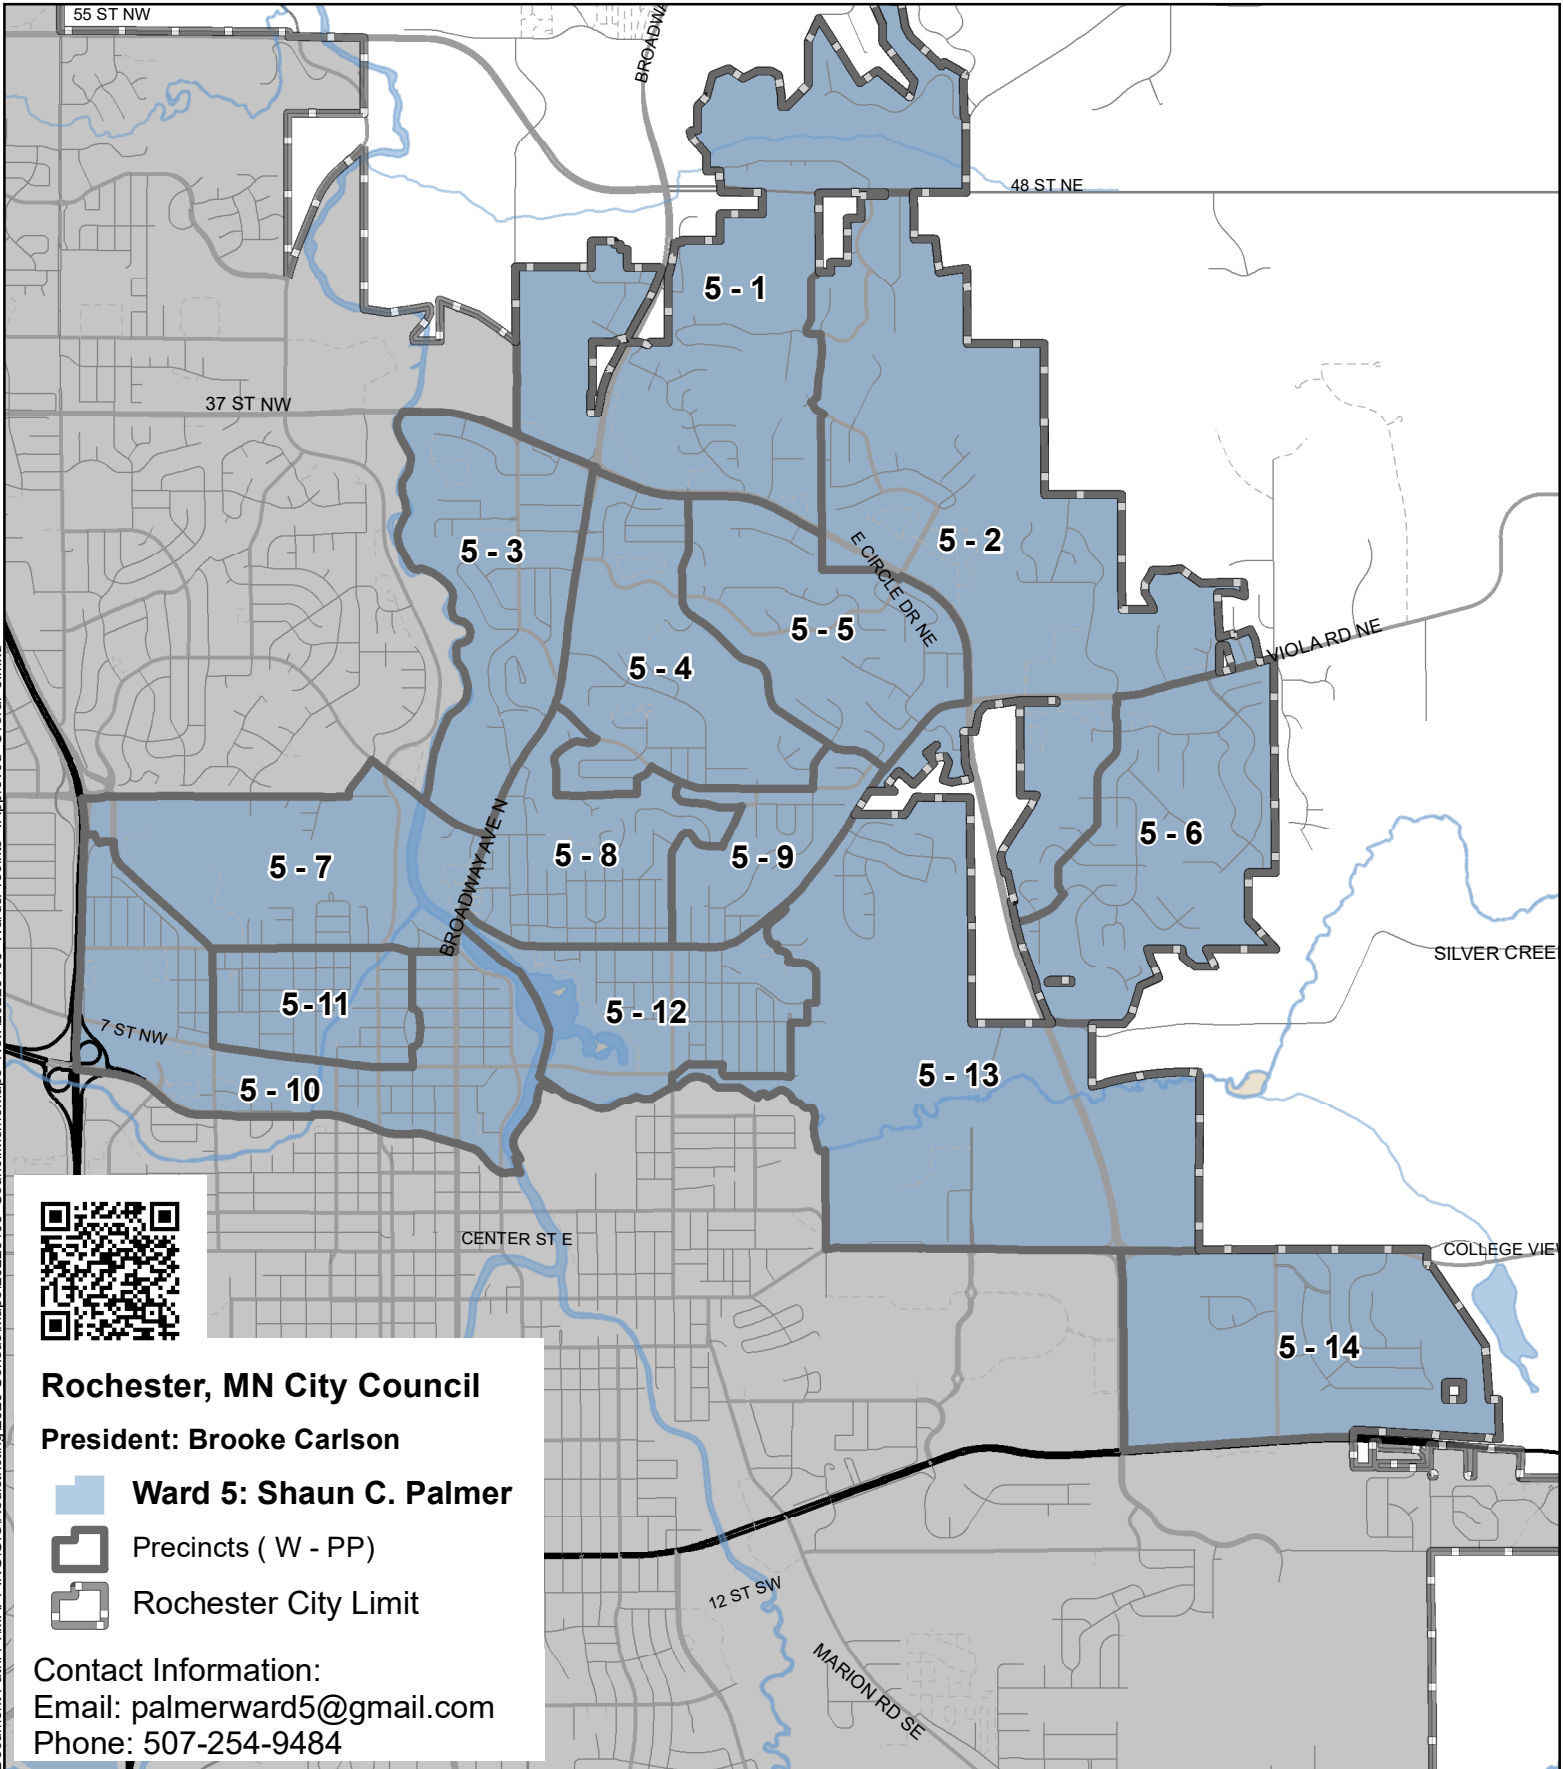 55 ST NW
BROADWA
48 ST NE
5 - 1
37 ST NW
5 - 3
5 - 2
E CIRCLE DR NE
5 - 5
VIOLA RD NE
5 - 4
5 - 6
5 - 7
5 - 8
5 - 9
BROADWAY AVE N
SILVER CREE
5 - 11
5 - 12
7 ST NW
5 - 13
5 - 10
CENTER ST E
COLLEGE VIE
5 - 14
Rochester, MN City Council
President: Brooke Carlson
Ward 5: Shaun C. Palmer
Precincts ( W - PP)
Rochester City Limit
12 ST SW
MARION RD SE
Contact Information:
Email: palmerward5@gmail.com
Phone: 507-254-9484